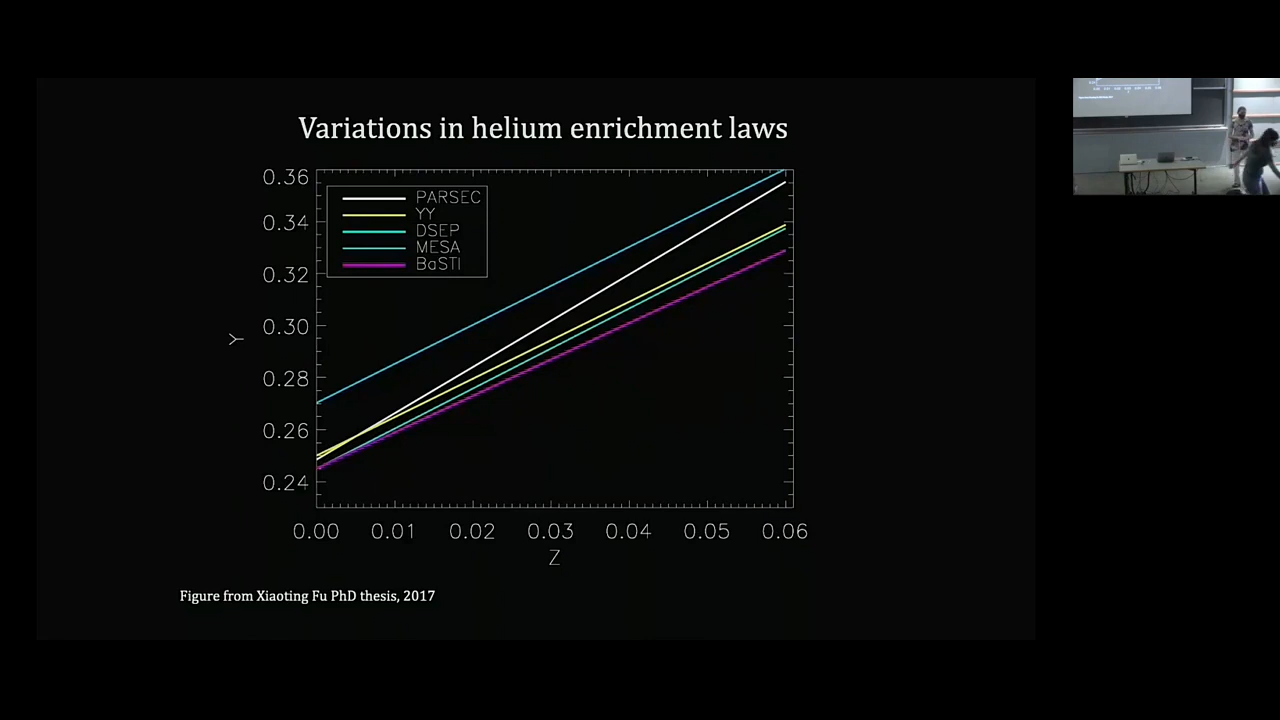 Variations in helium enrichment laws
0.36
0.34
0.32
0.30
0.28
0.26
0.24
Y
PARSEC
YY
DSEP
MESA
BaSTI
0.00 0.01 0.02 0.03 0.04 0.05 0.06
Z
Figure from Xiaoting Fu PhD thesis, 2017